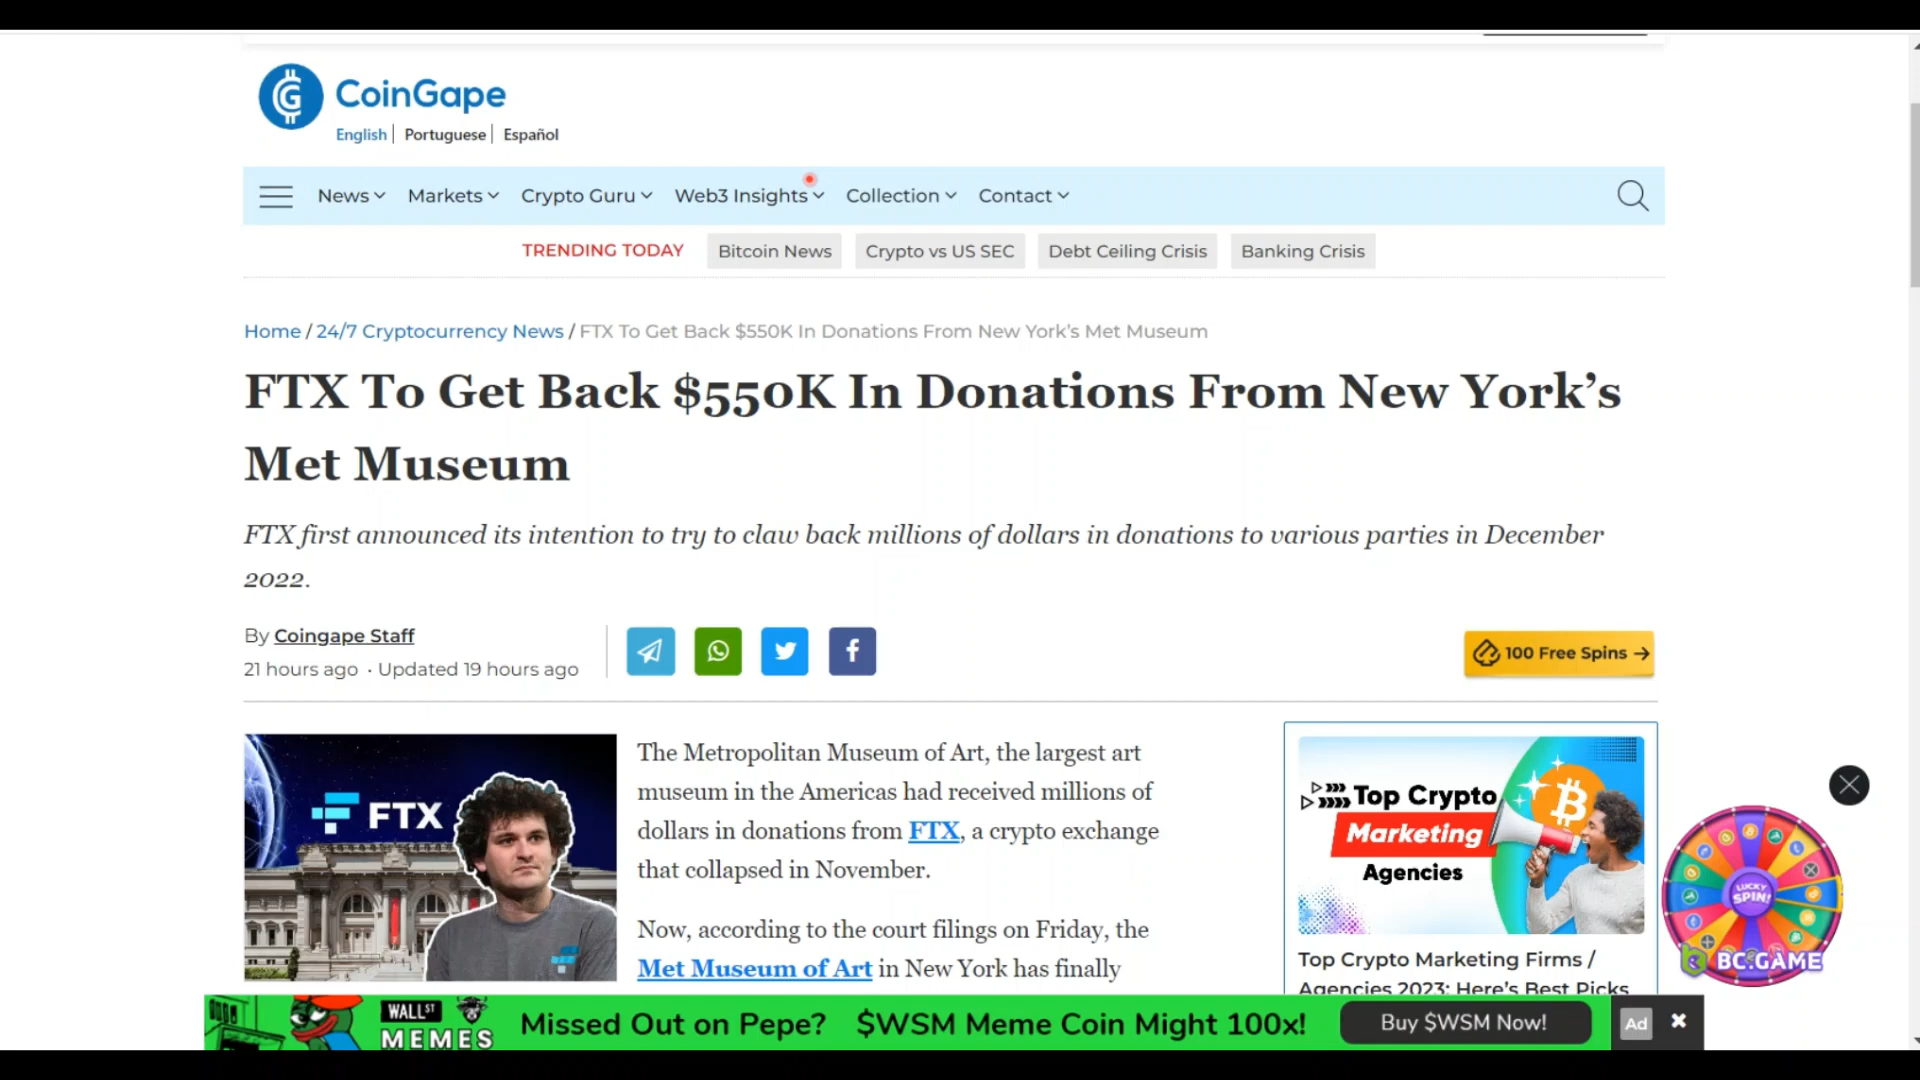 CoinGape
English | Portuguese | Español
News Markets Crypto Guru Web3 Insights Collection Contact
TRENDING TODAY Bitcoin News Crypto vs US SEC Debt Ceiling Crisis Banking Crisis
Home / 24/7 Cryptocurrency News / FTX To Get Back $550K In Donations From New York’s Met Museum
FTX To Get Back $550K In Donations From New York’s
Met Museum
FTX first announced its intention to try to claw back millions of dollars in donations to various parties in December
2022.
By Coingape Staff
21 hours ago · Updated 19 hours ago
100 Free Spins →
FTX
The Metropolitan Museum of Art, the largest art
museum in the Americas had received millions of
dollars in donations from FTX, a crypto exchange
that collapsed in November.
Now, according to the court filings on Friday, the
Met Museum of Art in New York has finally
Top Crypto
Marketing
Agencies
Top Crypto Marketing Firms /
Agencies 2023: Here's Best Picks
LUCKY
SPIN!
BC.GAME
WALL ST
MEMES
Missed Out on Pepe? $WSM Meme Coin Might 100x!
Buy $WSM Now!
Ad